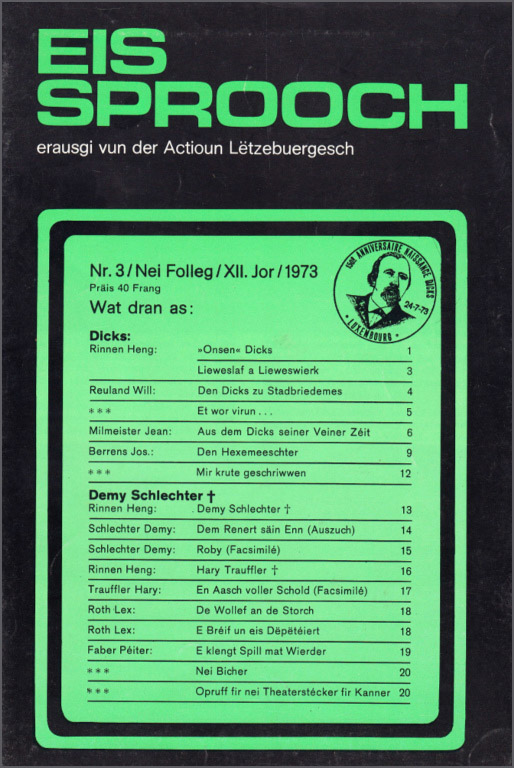 EIS
SPROOCH
erausgi vun der Actioun Lëtzebuergesch
150e ANNIVERSAIRE NAISSANCE DICKS
24-7-73
• LUXEMBOURG •
Nr. 3/Nei Folleg/XII. Jor/1973
Präis 40 Frang
Wat dran as:
Dicks:
Rinnen Heng: »Onsen« Dicks 1
Lieweslaf a Lieweswierk 3
Reuland Will: Den Dicks zu Stadbriedemes 4
*** Et wor virun . . . 5
Milmeister Jean: Aus dem Dicks seiner Veiner Zéit 6
Berrens Jos.: Den Hexemeeschter 9
*** Mir krute geschriwwen 12
Demy Schlechter †
Rinnen Heng: Demy Schlechter † 13
Schlechter Demy: Dem Renert säin Enn (Auszuch) 14
Schlechter Demy: Roby (Facsimilé) 15
Rinnen Heng: Hary Trauffler † 16
Trauffler Hary: En Aasch voller Schold (Facsimilé) 17
Roth Lex: De Wollef an de Storch 18
Roth Lex: E Bréif un eis Dëpëtéiert 18
Faber Péiter: E klengt Spill mat Wierder 19
*** Nei Bicher 20
*** Opruff fir nei Theaterstécker fir Kanner 20